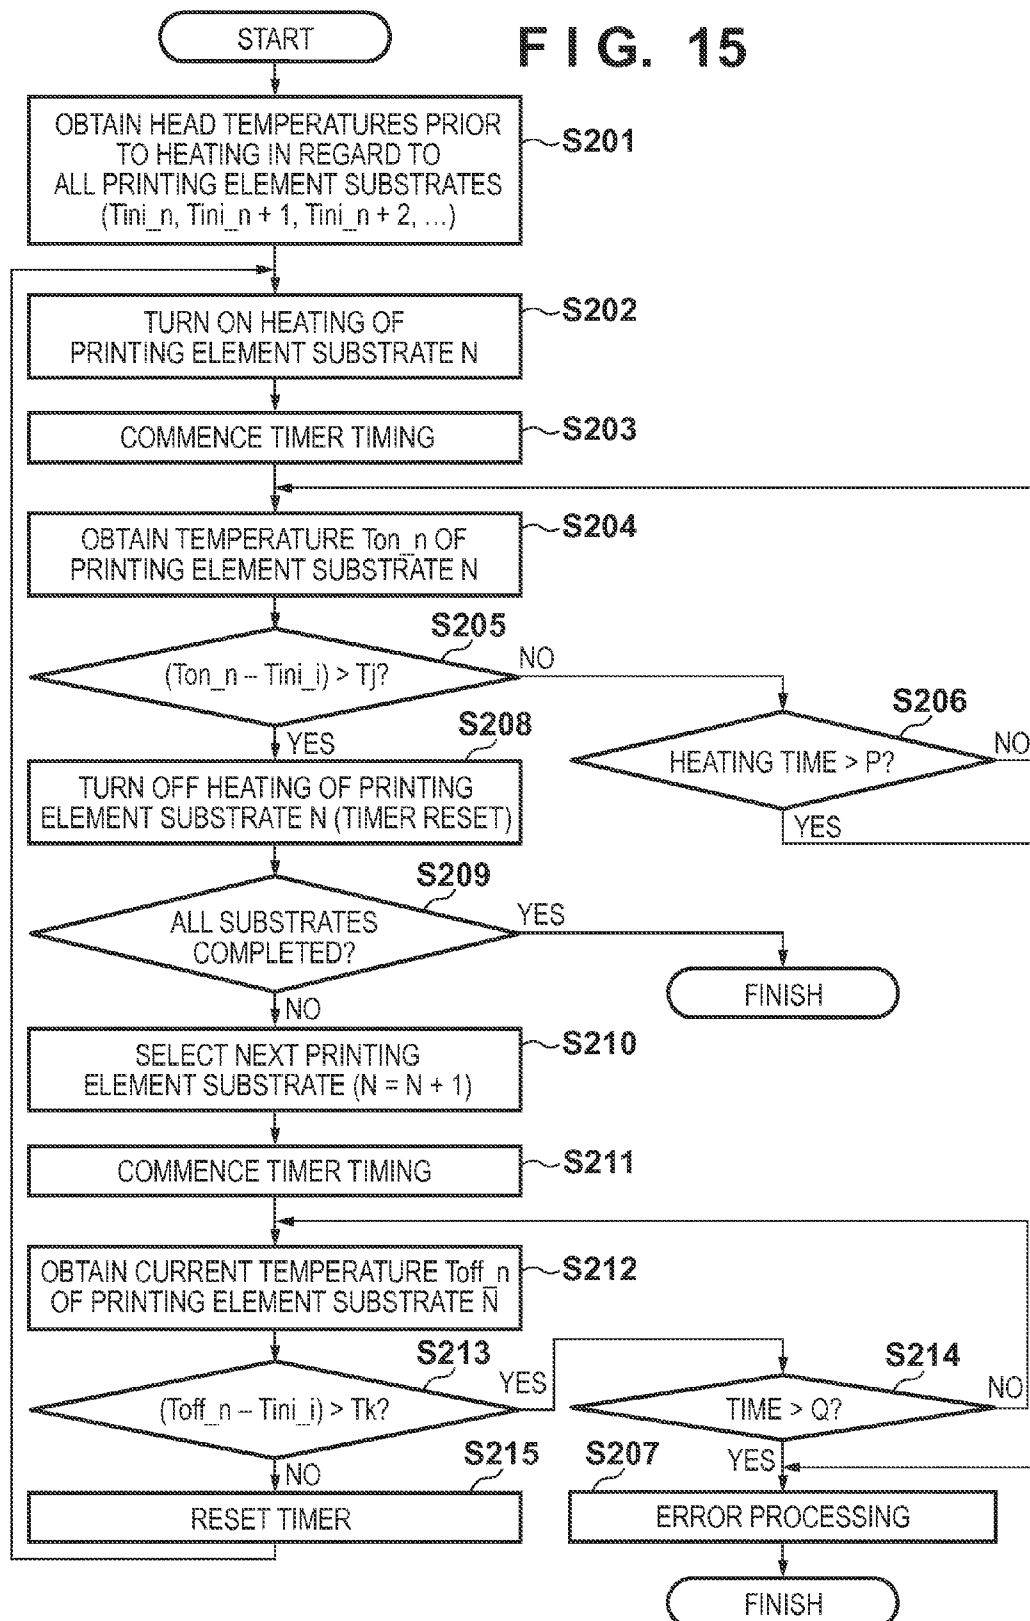 FIG. 15
START
OBTAIN HEAD TEMPERATURES PRIOR
TO HEATING IN REGARD TO
ALL PRINTING ELEMENT SUBSTRATES
(Tini_n, Tini_n + 1, Tini_n + 2, ...)
S201
TURN ON HEATING OF
PRINTING ELEMENT SUBSTRATE N
S202
COMMENCE TIMER TIMING
S203
OBTAIN TEMPERATURE Ton_n OF
PRINTING ELEMENT SUBSTRATE N
S204
S205
(Ton_n – Tini_i) > Tj?
NO
YES
S206
HEATING TIME > P?
NO
YES
S208
TURN OFF HEATING OF PRINTING
ELEMENT SUBSTRATE N (TIMER RESET)
S209
ALL SUBSTRATES
COMPLETED?
YES
FINISH
NO
SELECT NEXT PRINTING
ELEMENT SUBSTRATE (N = N + 1)
S210
COMMENCE TIMER TIMING
S211
OBTAIN CURRENT TEMPERATURE Toff_n
OF PRINTING ELEMENT SUBSTRATE N
S212
S213
(Toff_n – Tini_i) > Tk?
YES
NO
S214
TIME > Q?
NO
YES
S215
RESET TIMER
S207
ERROR PROCESSING
FINISH